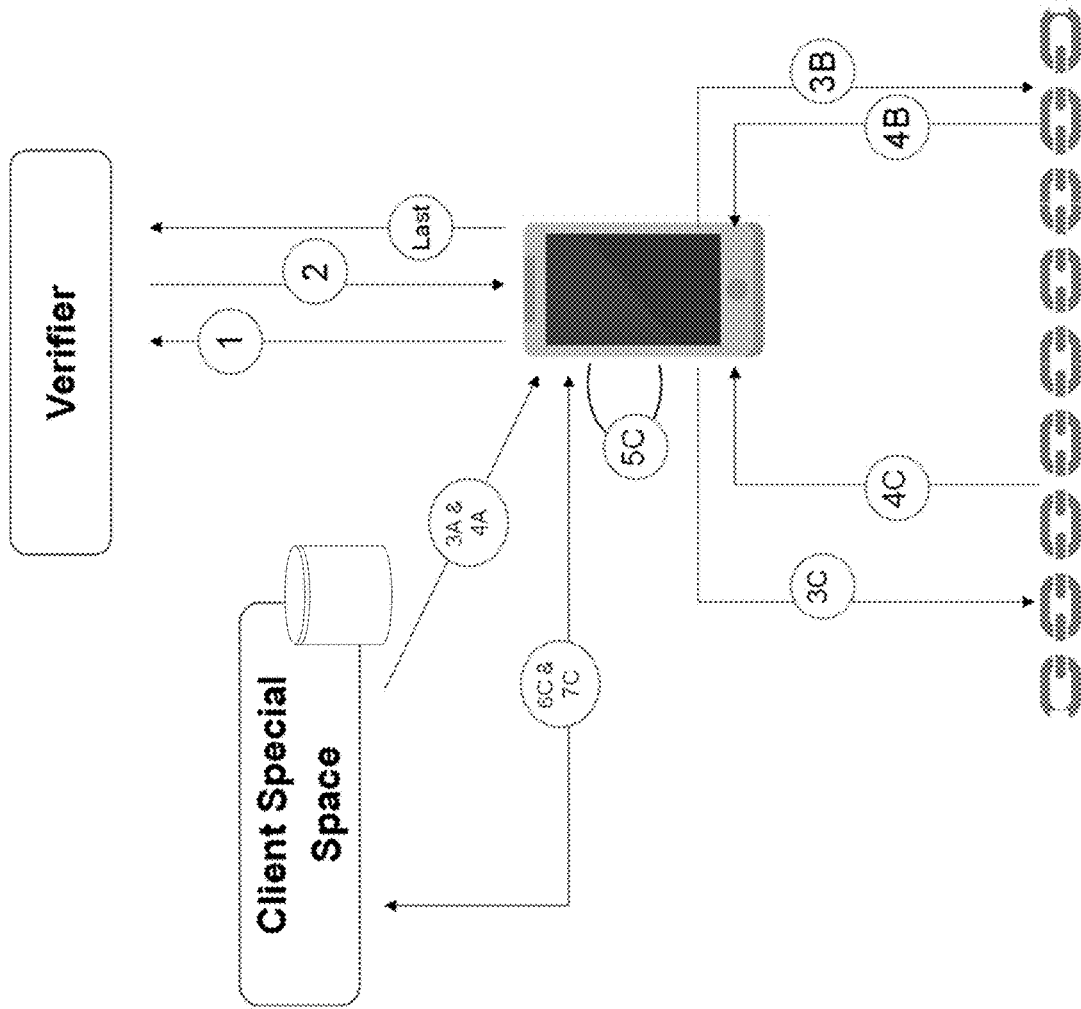 Verifier
1
2
Last
Client Special
Space
3A &
4A
6C &
7C
5C
3C
4C
3B
4B